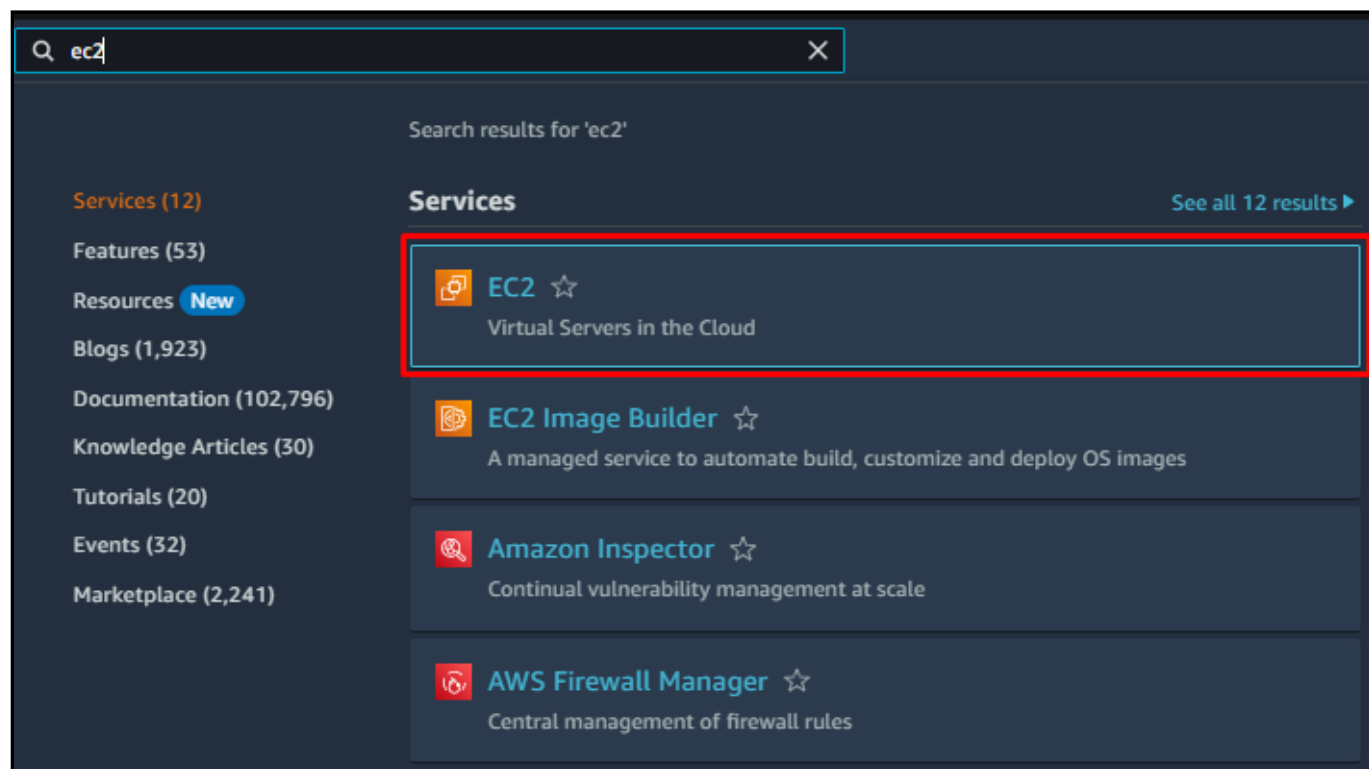 ec2
Search results for 'ec2'
Services (12)
Features (53)
Resources New
Blogs (1,923)
Documentation (102,796)
Knowledge Articles (30)
Tutorials (20)
Events (32)
Marketplace (2,241)
Services
See all 12 results
EC2
Virtual Servers in the Cloud
EC2 Image Builder
A managed service to automate build, customize and deploy OS images
Amazon Inspector
Continual vulnerability management at scale
AWS Firewall Manager
Central management of firewall rules